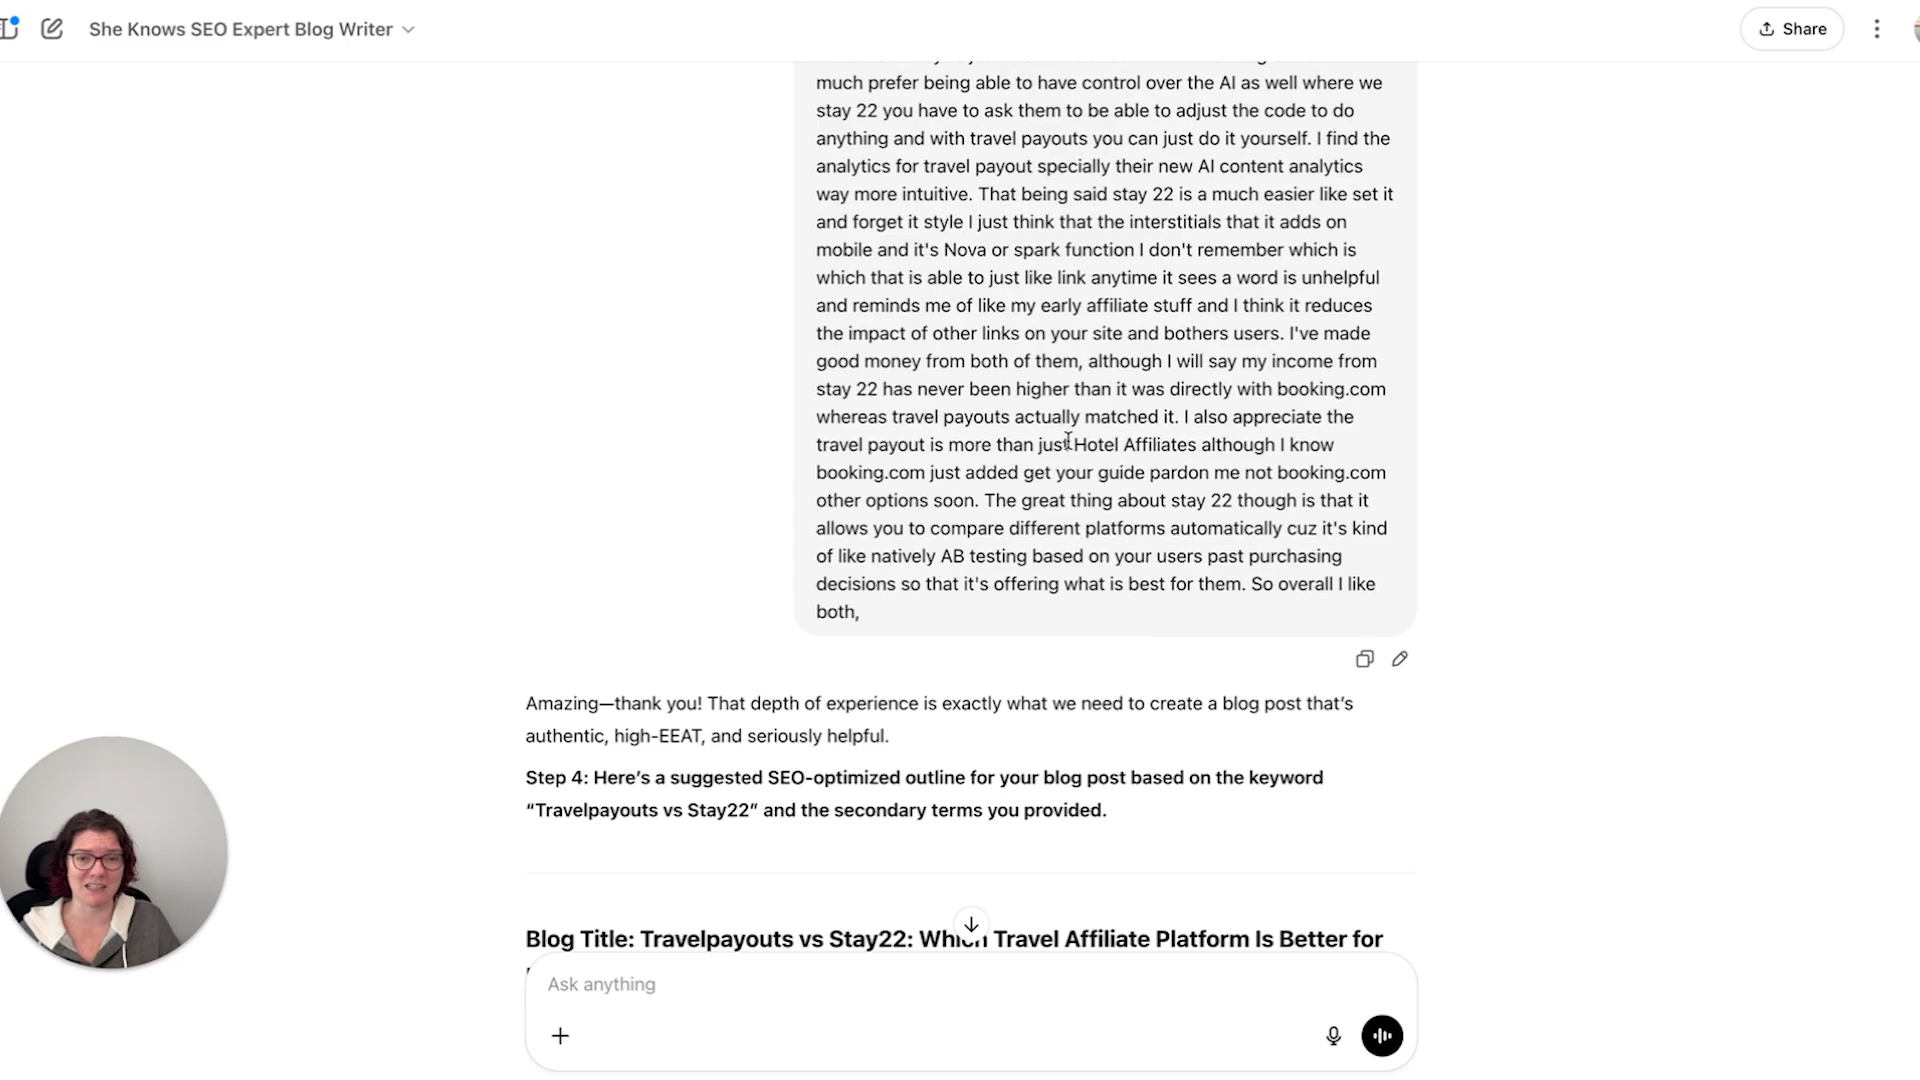 She Knows SEO Expert Blog Writer
Share
much prefer being able to have control over the AI as well where we
stay 22 you have to ask them to be able to adjust the code to do
anything and with travel payouts you can just do it yourself. I find the
analytics for travel payout specially their new AI content analytics
way more intuitive. That being said stay 22 is a much easier like set it
and forget it style I just think that the interstitials that it adds on
mobile and it's Nova or spark function I don't remember which is
which that is able to just like link anytime it sees a word is unhelpful
and reminds me of like my early affiliate stuff and I think it reduces
the impact of other links on your site and bothers users. I've made
good money from both of them, although I will say my income from
stay 22 has never been higher than it was directly with booking.com
whereas travel payouts actually matched it. I also appreciate the
travel payout is more than just Hotel Affiliates although I know
booking.com just added get your guide pardon me not booking.com
other options soon. The great thing about stay 22 though is that it
allows you to compare different platforms automatically cuz it's kind
of like natively AB testing based on your users past purchasing
decisions so that it's offering what is best for them. So overall I like
both,
Amazing—thank you! That depth of experience is exactly what we need to create a blog post that's
authentic, high-EEAT, and seriously helpful.
Step 4: Here's a suggested SEO-optimized outline for your blog post based on the keyword
“Travelpayouts vs Stay22” and the secondary terms you provided.
Blog Title: Travelpayouts vs Stay22: Which Travel Affiliate Platform Is Better for
Ask anything